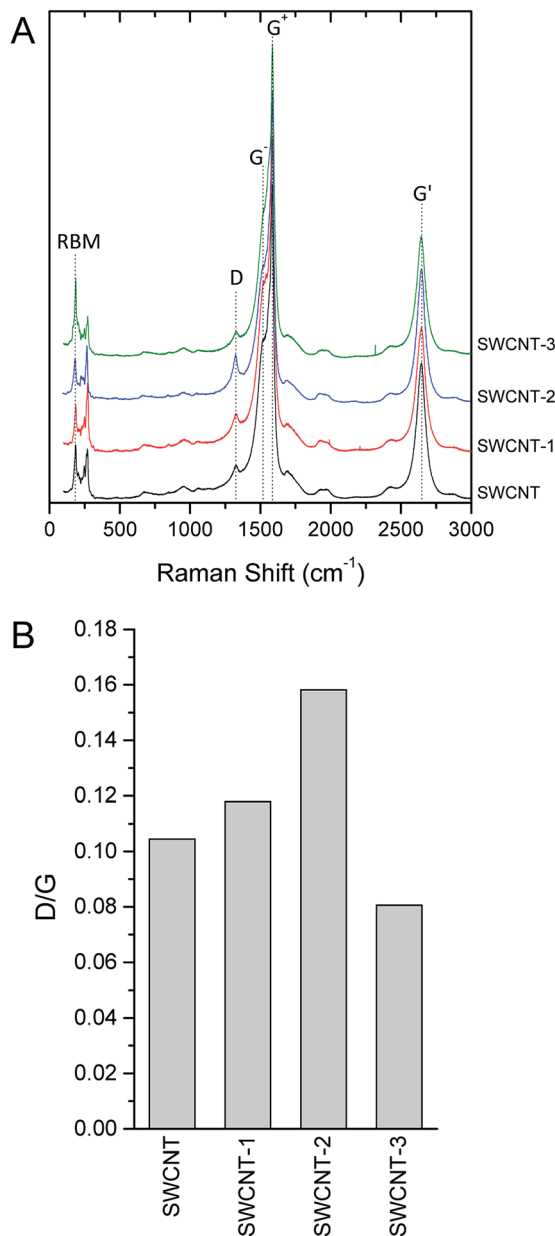 A
G+
G-
G'
RBM
D
SWCNT-3
SWCNT-2
SWCNT-1
SWCNT
0 500 1000 1500 2000 2500 3000
Raman Shift (cm-1)
B
0.18
0.16
0.14
0.12
0.10
0.08
0.06
0.04
0.02
0.00
D/G
SWCNT
SWCNT-1
SWCNT-2
SWCNT-3